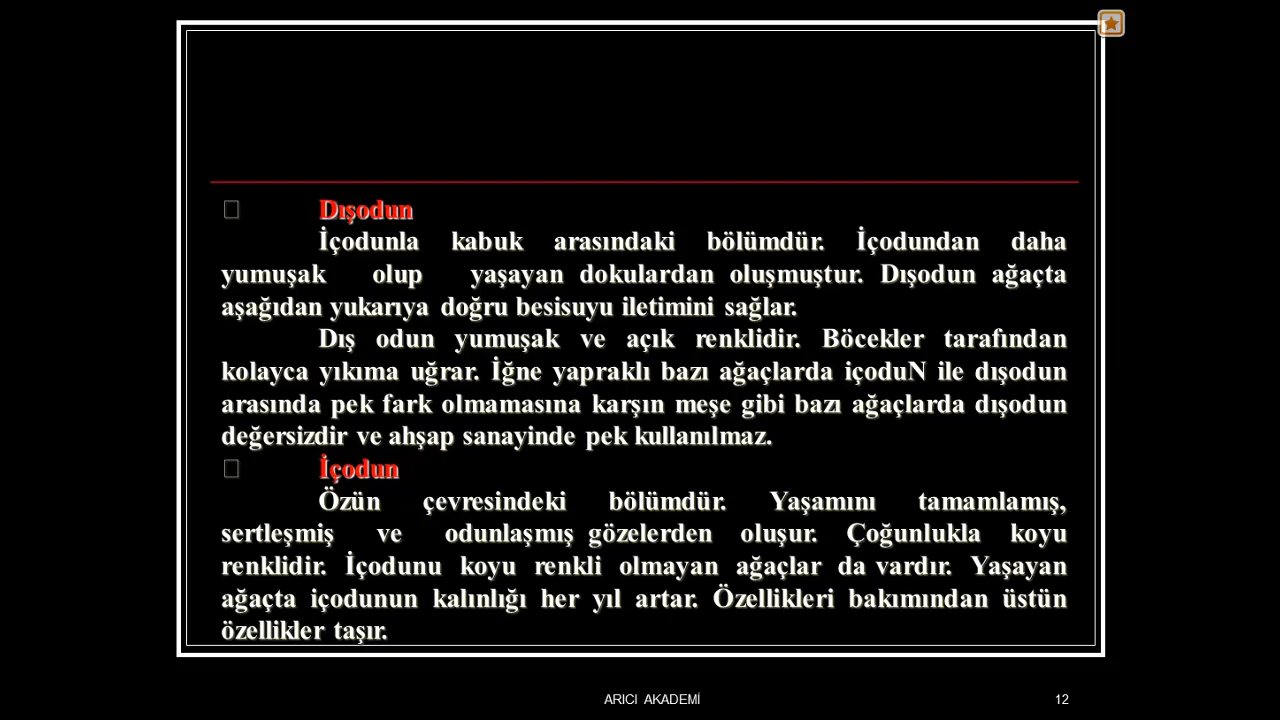 Dışodun
İçodunla kabuk arasındaki bölümdür. İçodundan daha
yumuşak olup yaşayan dokulardan oluşmuştur. Dışodun ağaçta
aşağıdan yukarıya doğru besisuyu iletimini sağlar.
Dış odun yumuşak ve açık renklidir. Böcekler tarafından
kolayca yıkıma uğrar. İğne yapraklı bazı ağaçlarda içoduN ile dışodun
arasında pek fark olmamasına karşın meşe gibi bazı ağaçlarda dışodun
değersizdir ve ahşap sanayinde pek kullanılmaz.
İçodun
Özün çevresindeki bölümdür. Yaşamını tamamlamış,
sertleşmiş ve odunlaşmış gözelerden oluşur. Çoğunlukla koyu
renklidir. İçodunu koyu renkli olmayan ağaçlar da vardır. Yaşayan
ağaçta içodunun kalınlığı her yıl artar. Özellikleri bakımından üstün
özellikler taşır.
ARICI AKADEMİ
12